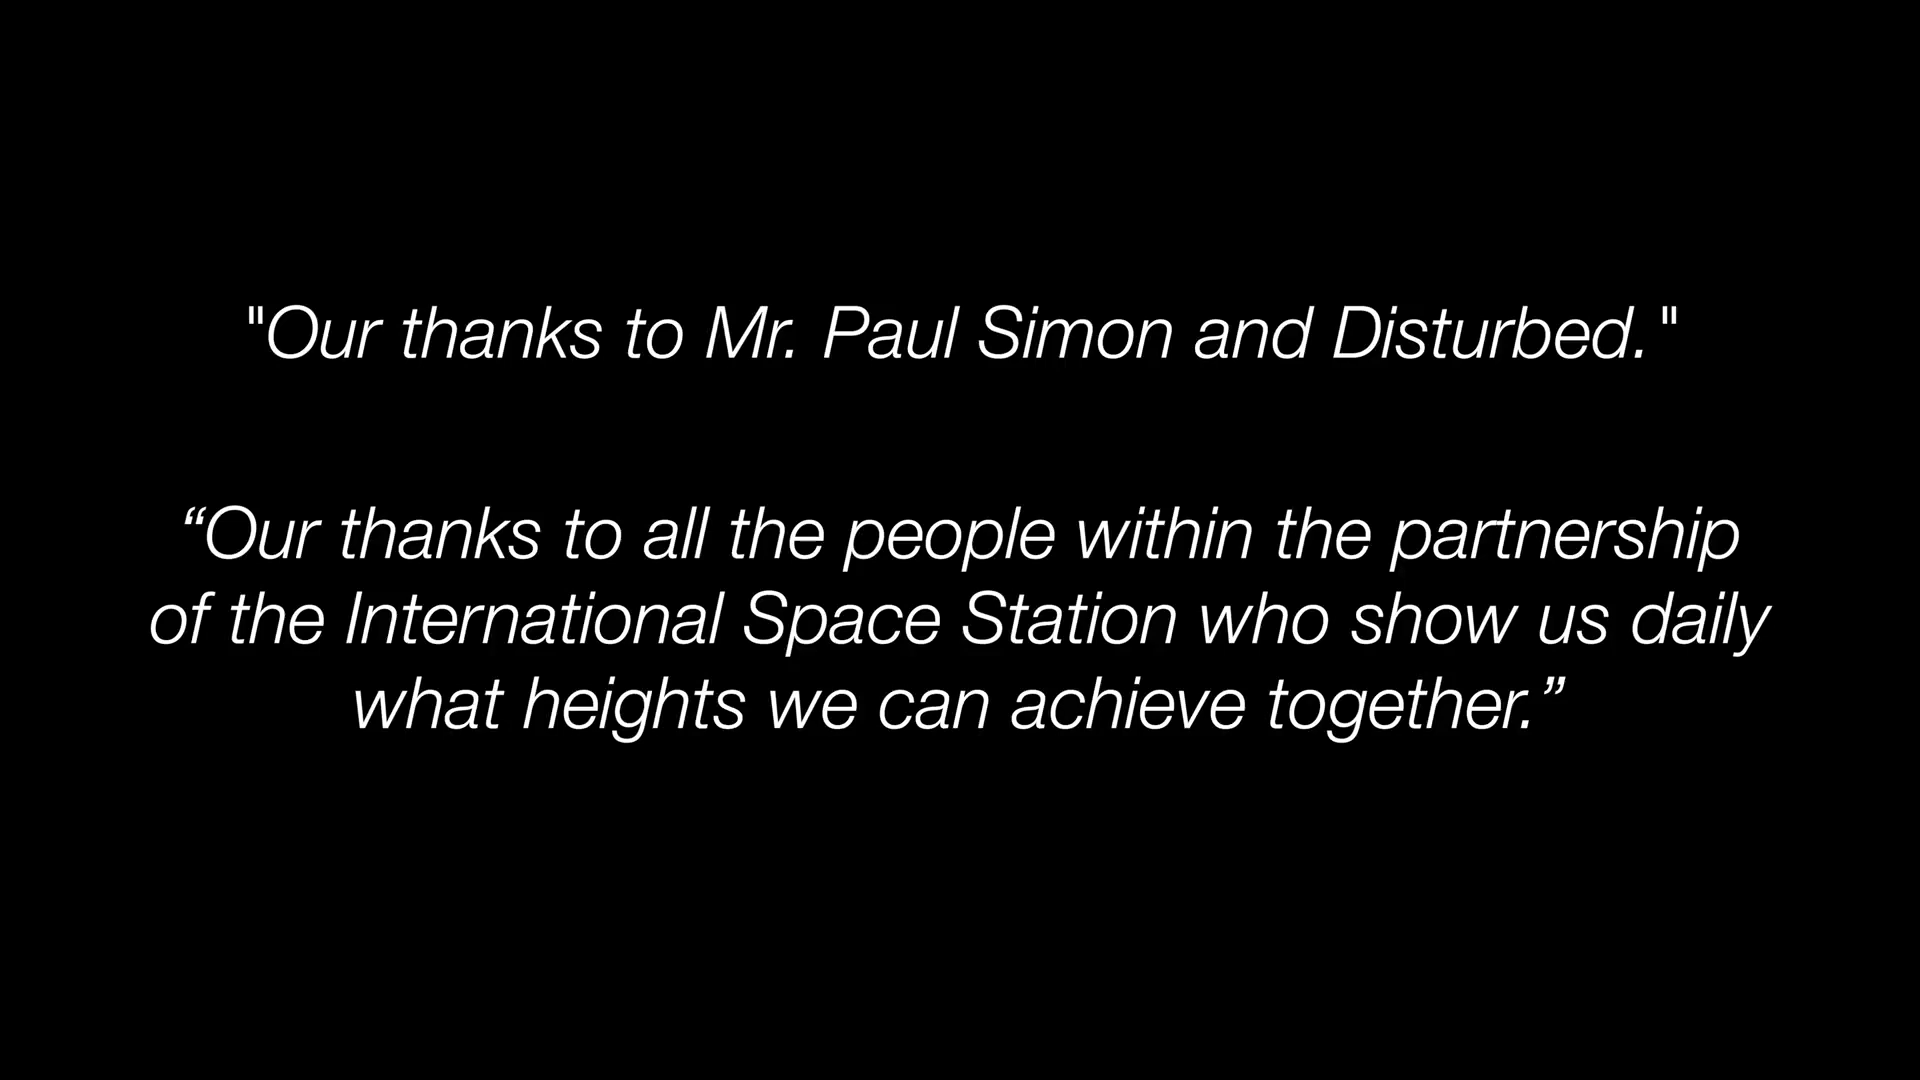 "Our thanks to Mr. Paul Simon and Disturbed."
“Our thanks to all the people within the partnership
of the International Space Station who show us daily
what heights we can achieve together.”